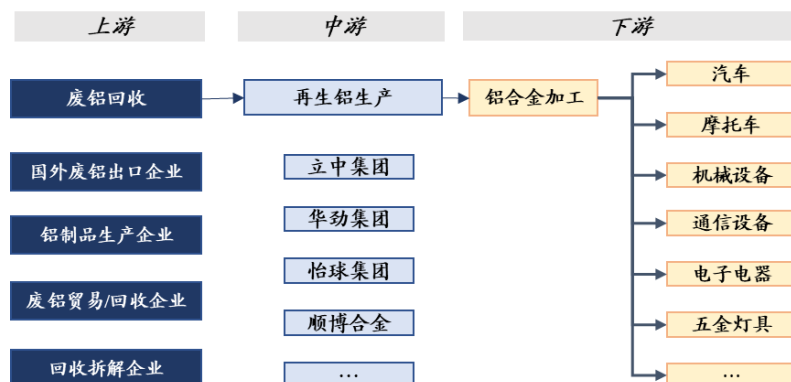 上游
中游
下游
废铝回收
再生铝生产
铝合金加工
汽车
摩托车
机械设备
通信设备
电子电器
五金灯具
…
国外废铝出口企业
铝制品生产企业
废铝贸易/回收企业
回收拆解企业
立中集团
华劲集团
怡球集团
顺博合金
…